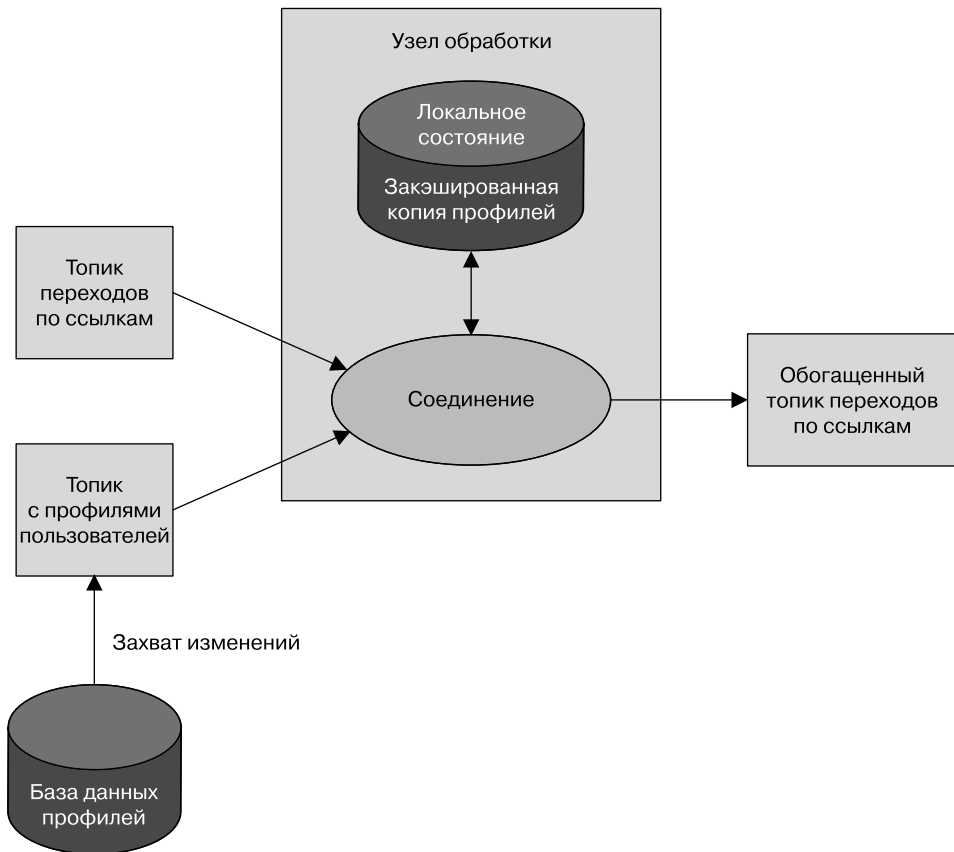 Узел обработки
Локальное
состояние
Закэшированная
копия профилей
Топик
переходов
по ссылкам
Соединение
Обогащенный
топик переходов
по ссылкам
Топик
с профилями
пользователей
Захват изменений
База данных
профилей